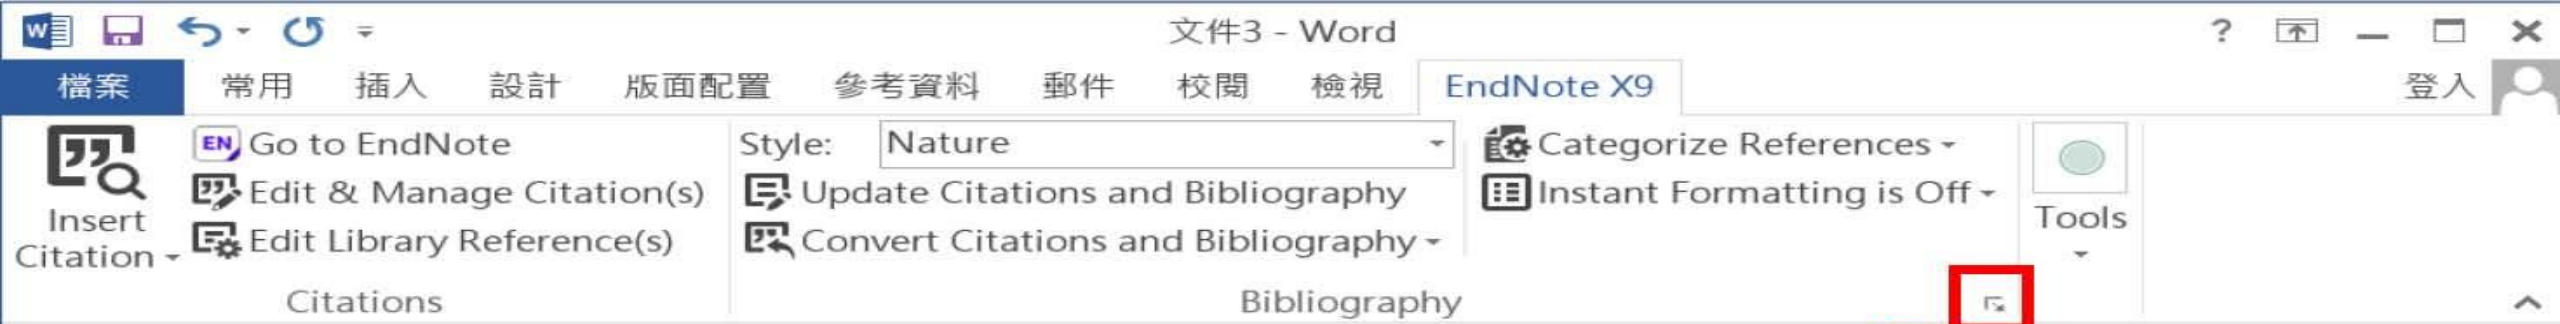 文件3 - Word
檔案 常用 插入 設計 版面配置 參考資料 郵件 校閱 檢視 EndNote X9 登入
Insert Citation
Go to EndNote
Edit & Manage Citation(s)
Edit Library Reference(s)
Citations
Style: Nature
Update Citations and Bibliography
Convert Citations and Bibliography
Categorize References
Instant Formatting is Off
Bibliography
Tools